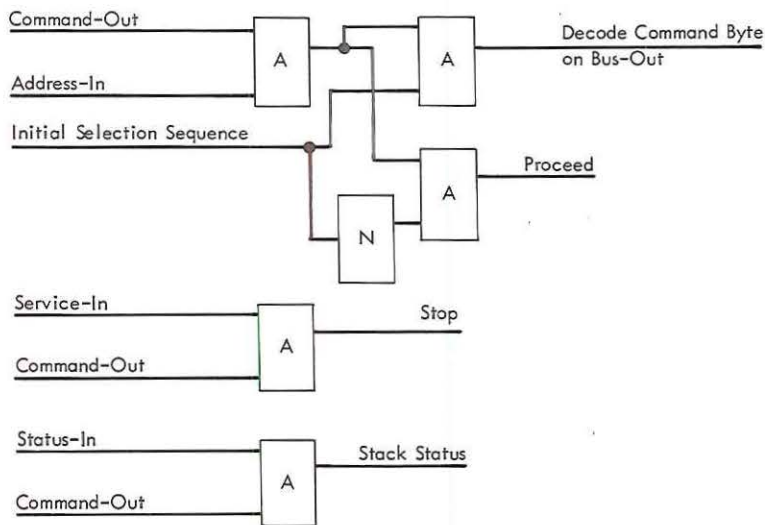 Command-Out
A
A
Decode Command Byte
on Bus-Out
Address-In
Initial Selection Sequence
A
Proceed
N
Service-In
A
Stop
Command-Out
Status-In
A
Stack Status
Command-Out